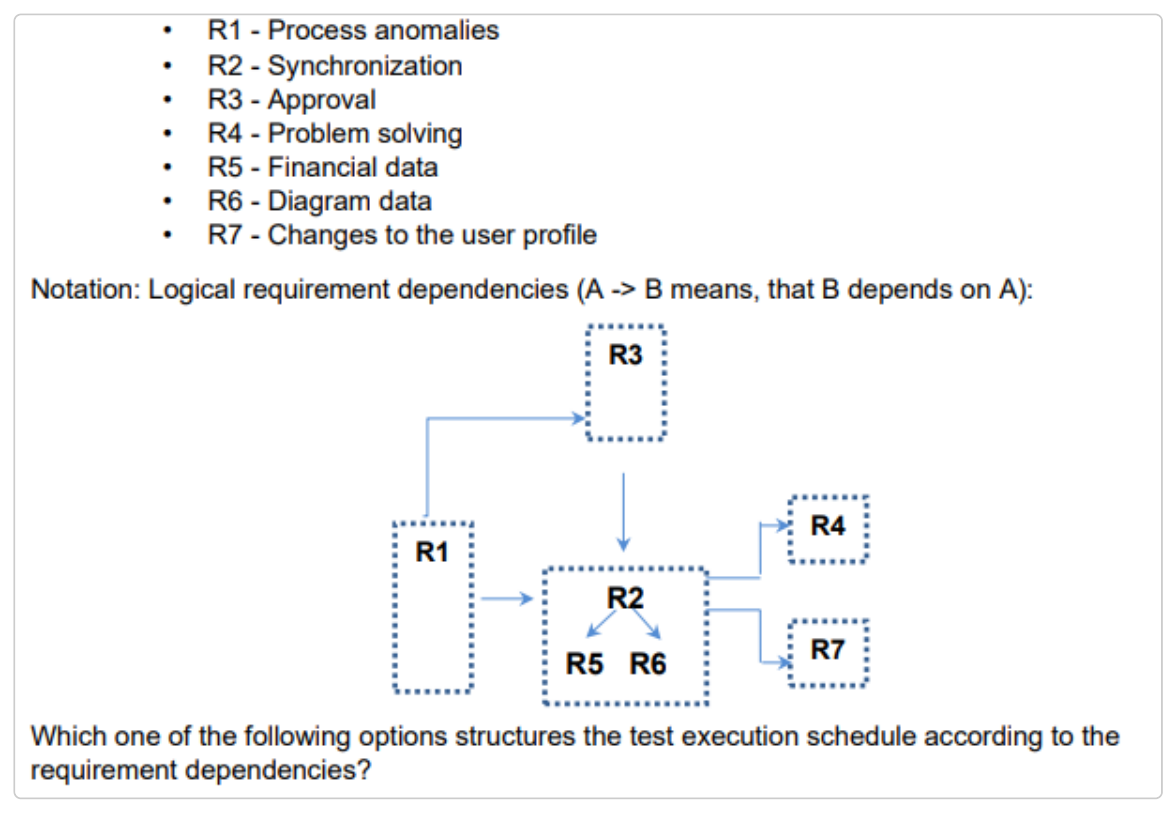 • R1 - Process anomalies
• R2 - Synchronization
• R3 - Approval
• R4 - Problem solving
• R5 - Financial data
• R6 - Diagram data
• R7 - Changes to the user profile
Notation: Logical requirement dependencies (A -> B means, that B depends on A):
R3
R4
R1
R2
R7
R5 R6
Which one of the following options structures the test execution schedule according to the
requirement dependencies?